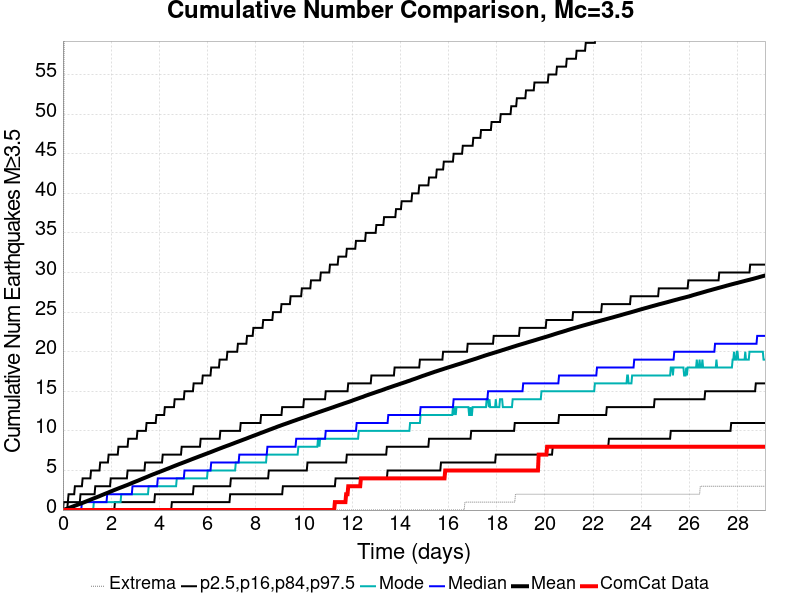 Cumulative Number Comparison, Mc=3.5
Cumulative Num Earthquakes M≥3.5
55
50
45
40
35
30
25
20
15
10
5
0
0 2 4 6 8 10 12 14 16 18 20 22 24 26 28
Time (days)
Extrema p2.5,p16,p84,p97.5 Mode Median Mean ComCat Data